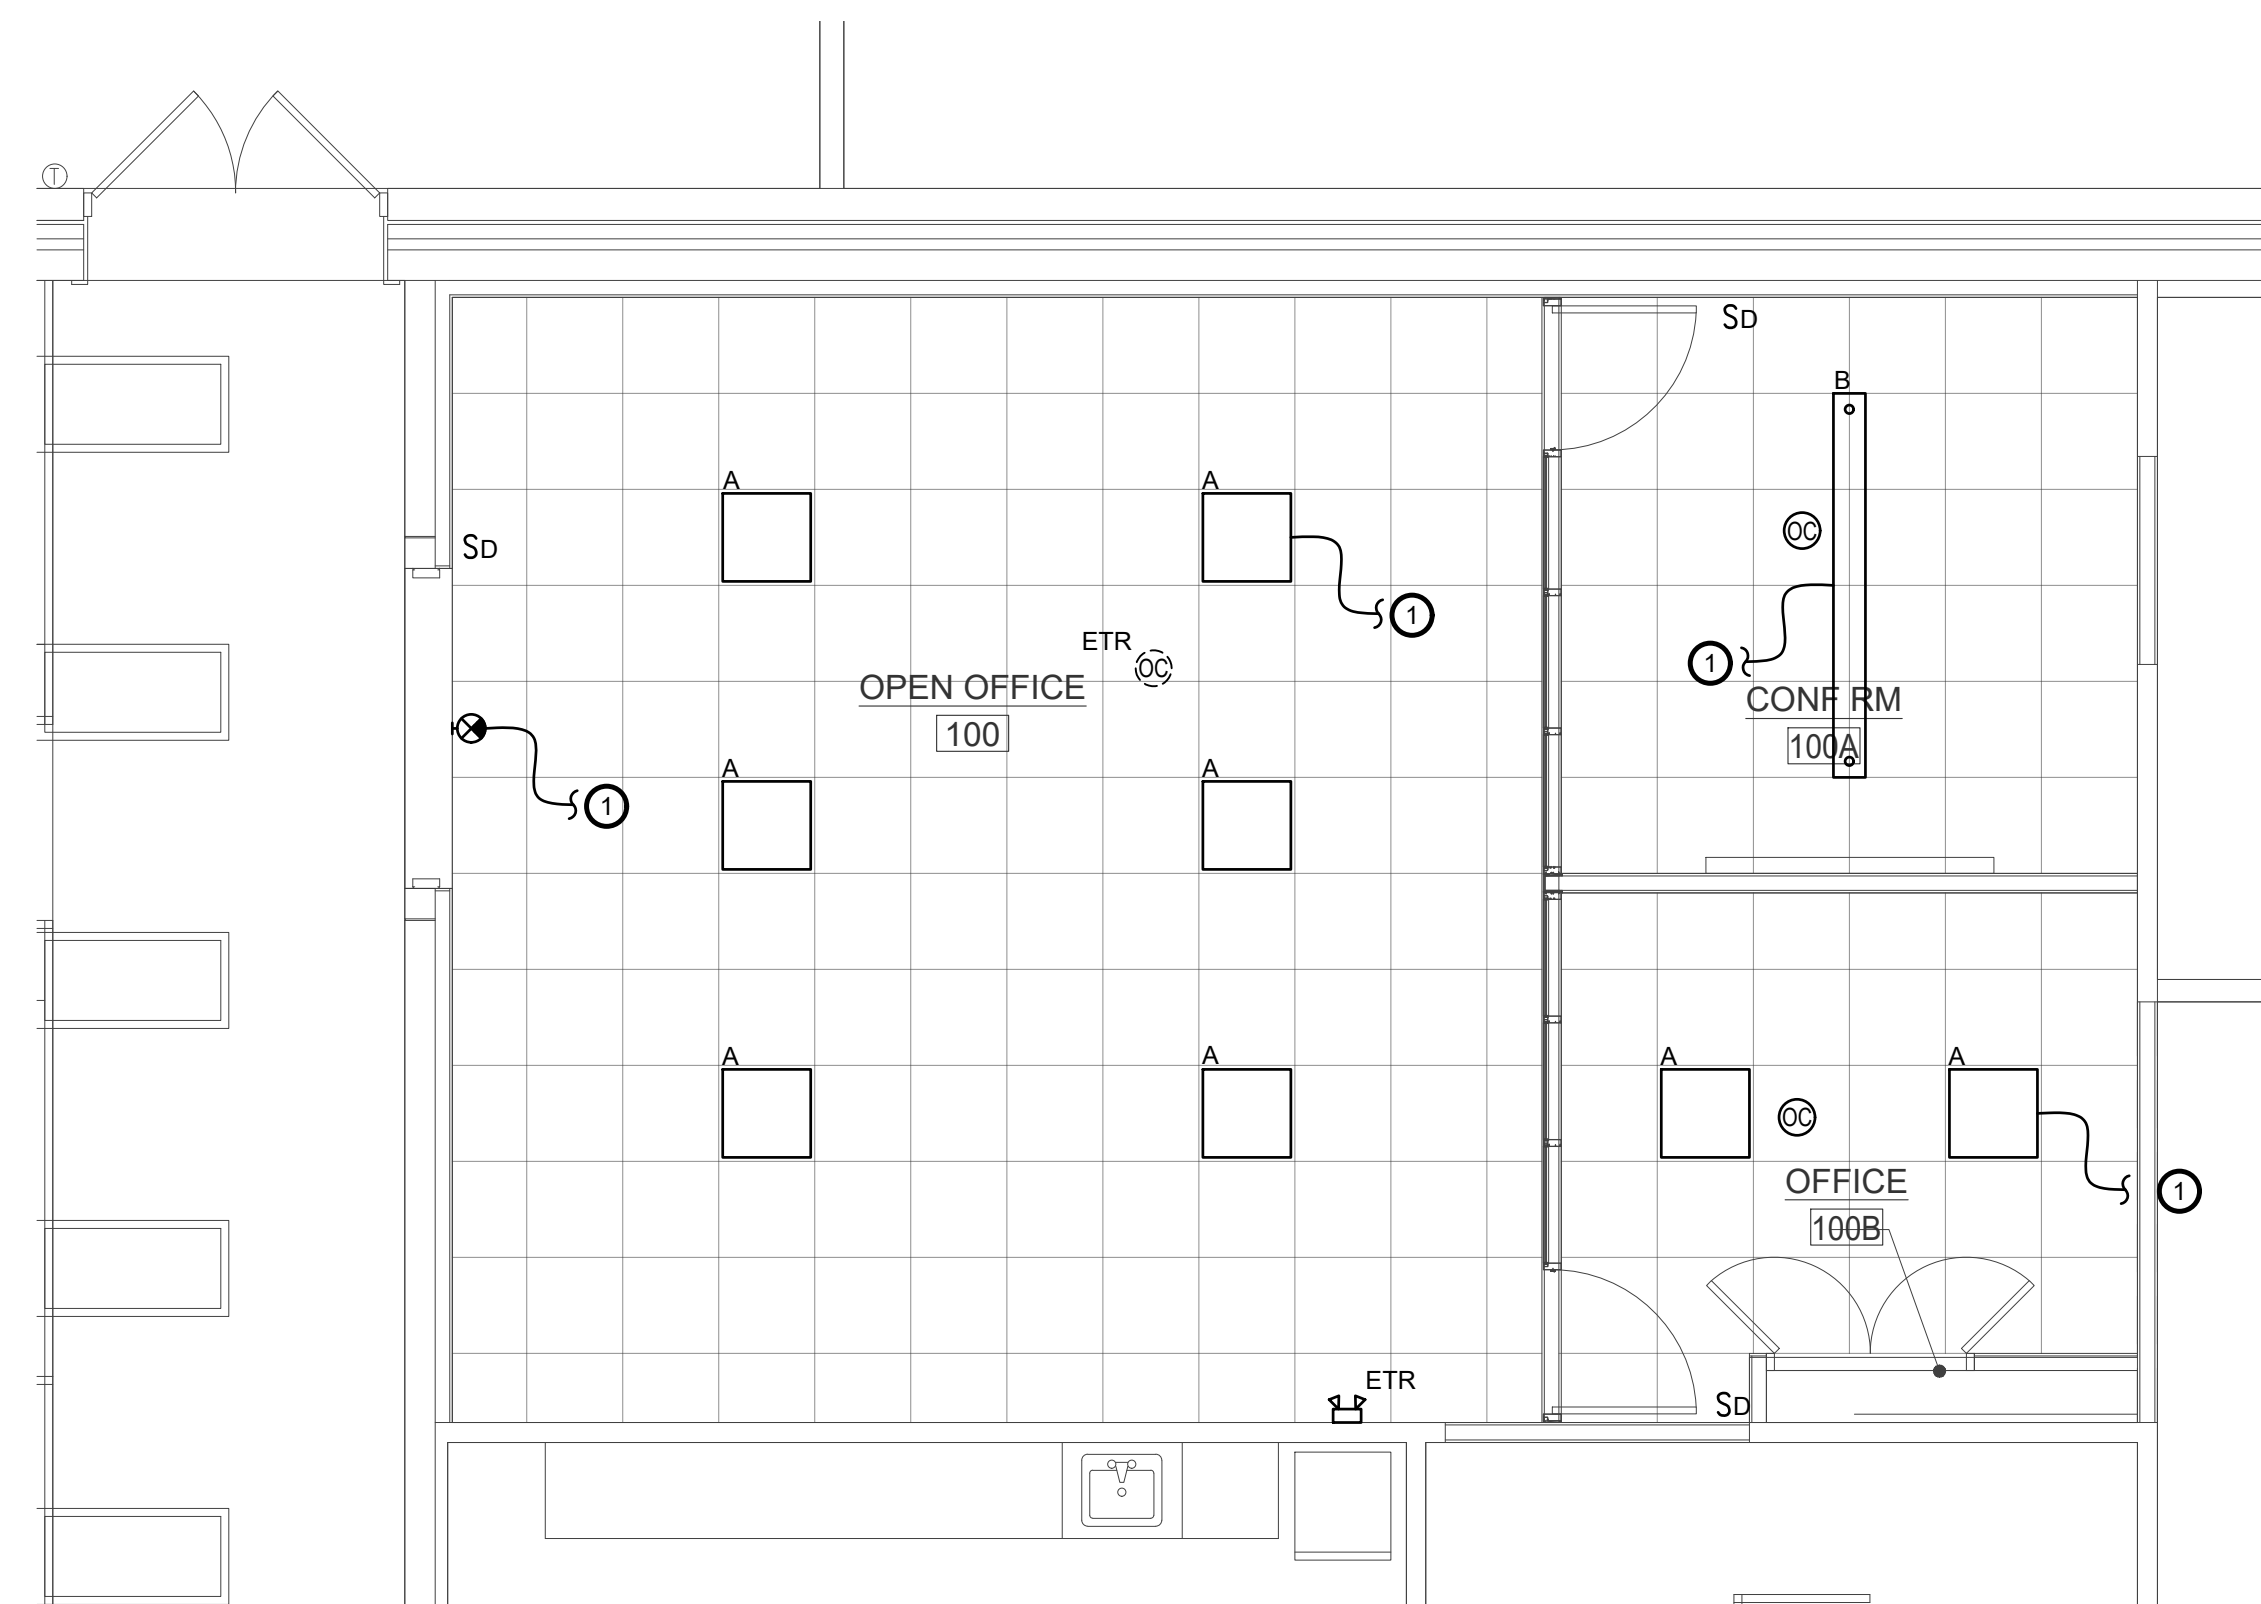 T
SD
B
A
A
OC
SD
1
ETR
OC
1
OPEN OFFICE
100
CONF RM
100A
A
A
1
A
A
A
A
OC
OFFICE
100B
1
ETR
SD